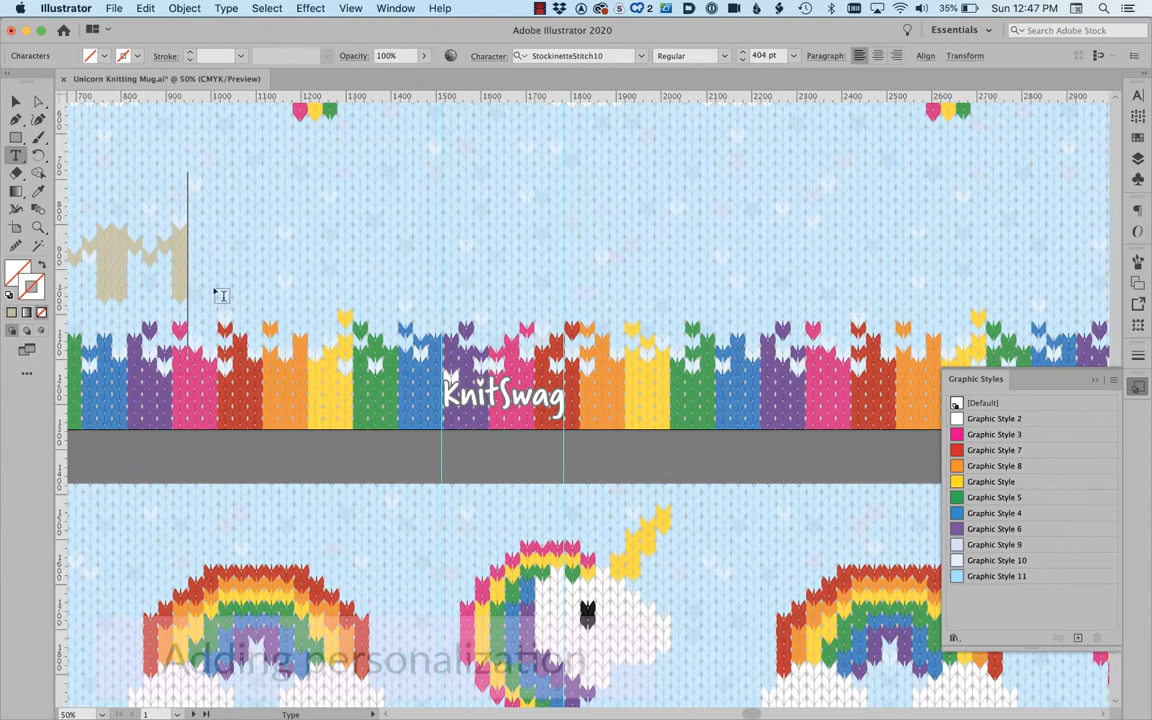 Illustrator File Edit Object Type Select Effect View Window Help
2 35% Sun 12:47 PM
Adobe Illustrator 2020
Essentials
Search Adobe Stock
Characters Stroke: Opacity: 100% Character: StockinetteStitch10 Regular 404 pt Paragraph: Align Transform
× Unicorn Knitting Mug.ai* @ 50% (CMYK/Preview)
700 800 900 1000 1100 1200 1300 1400 1500 1600 1700 1800 1900 2000 2100 2200 2300 2400 2500 2600 2700 2800 2900
KnitSwag
Graphic Styles
[Default]
Graphic Style 2
Graphic Style 3
Graphic Style 7
Graphic Style 8
Graphic Style
Graphic Style 5
Graphic Style 4
Graphic Style 6
Graphic Style 9
Graphic Style 10
Graphic Style 11
Adding personalization
50% 1 Type